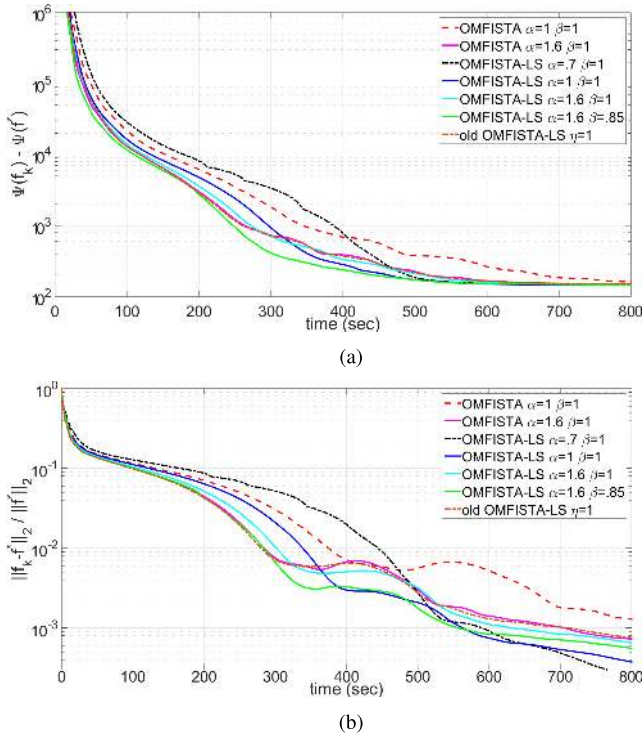 10^6
10^5
10^4
10^3
10^2
Ψ(f_k) - Ψ(f*)
OMFISTA α=1 β=1
OMFISTA α=1.6 β=1
OMFISTA-LS α=.7 β=1
OMFISTA-LS α=1 β=1
OMFISTA-LS α=1.6 β=1
OMFISTA-LS α=1.6 β=.85
old OMFISTA-LS η=1
0 100 200 300 400 500 600 700 800
time (sec)
(a)
10^0
10^-1
10^-2
10^-3
||f_k-f*||_2 / ||f*||_2
OMFISTA α=1 β=1
OMFISTA α=1.6 β=1
OMFISTA-LS α=.7 β=1
OMFISTA-LS α=1 β=1
OMFISTA-LS α=1.6 β=1
OMFISTA-LS α=1.6 β=.85
old OMFISTA-LS η=1
0 100 200 300 400 500 600 700 800
time (sec)
(b)